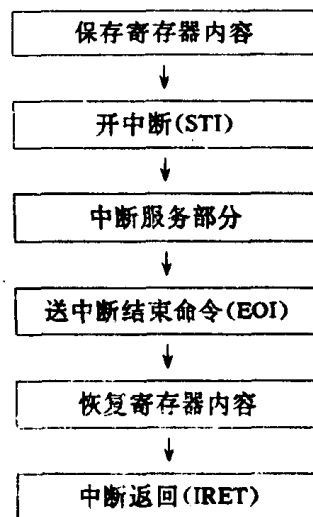 保存寄存器内容
开中断(STI)
中断服务部分
送中断结束命令(EOI)
恢复寄存器内容
中断返回(IRET)